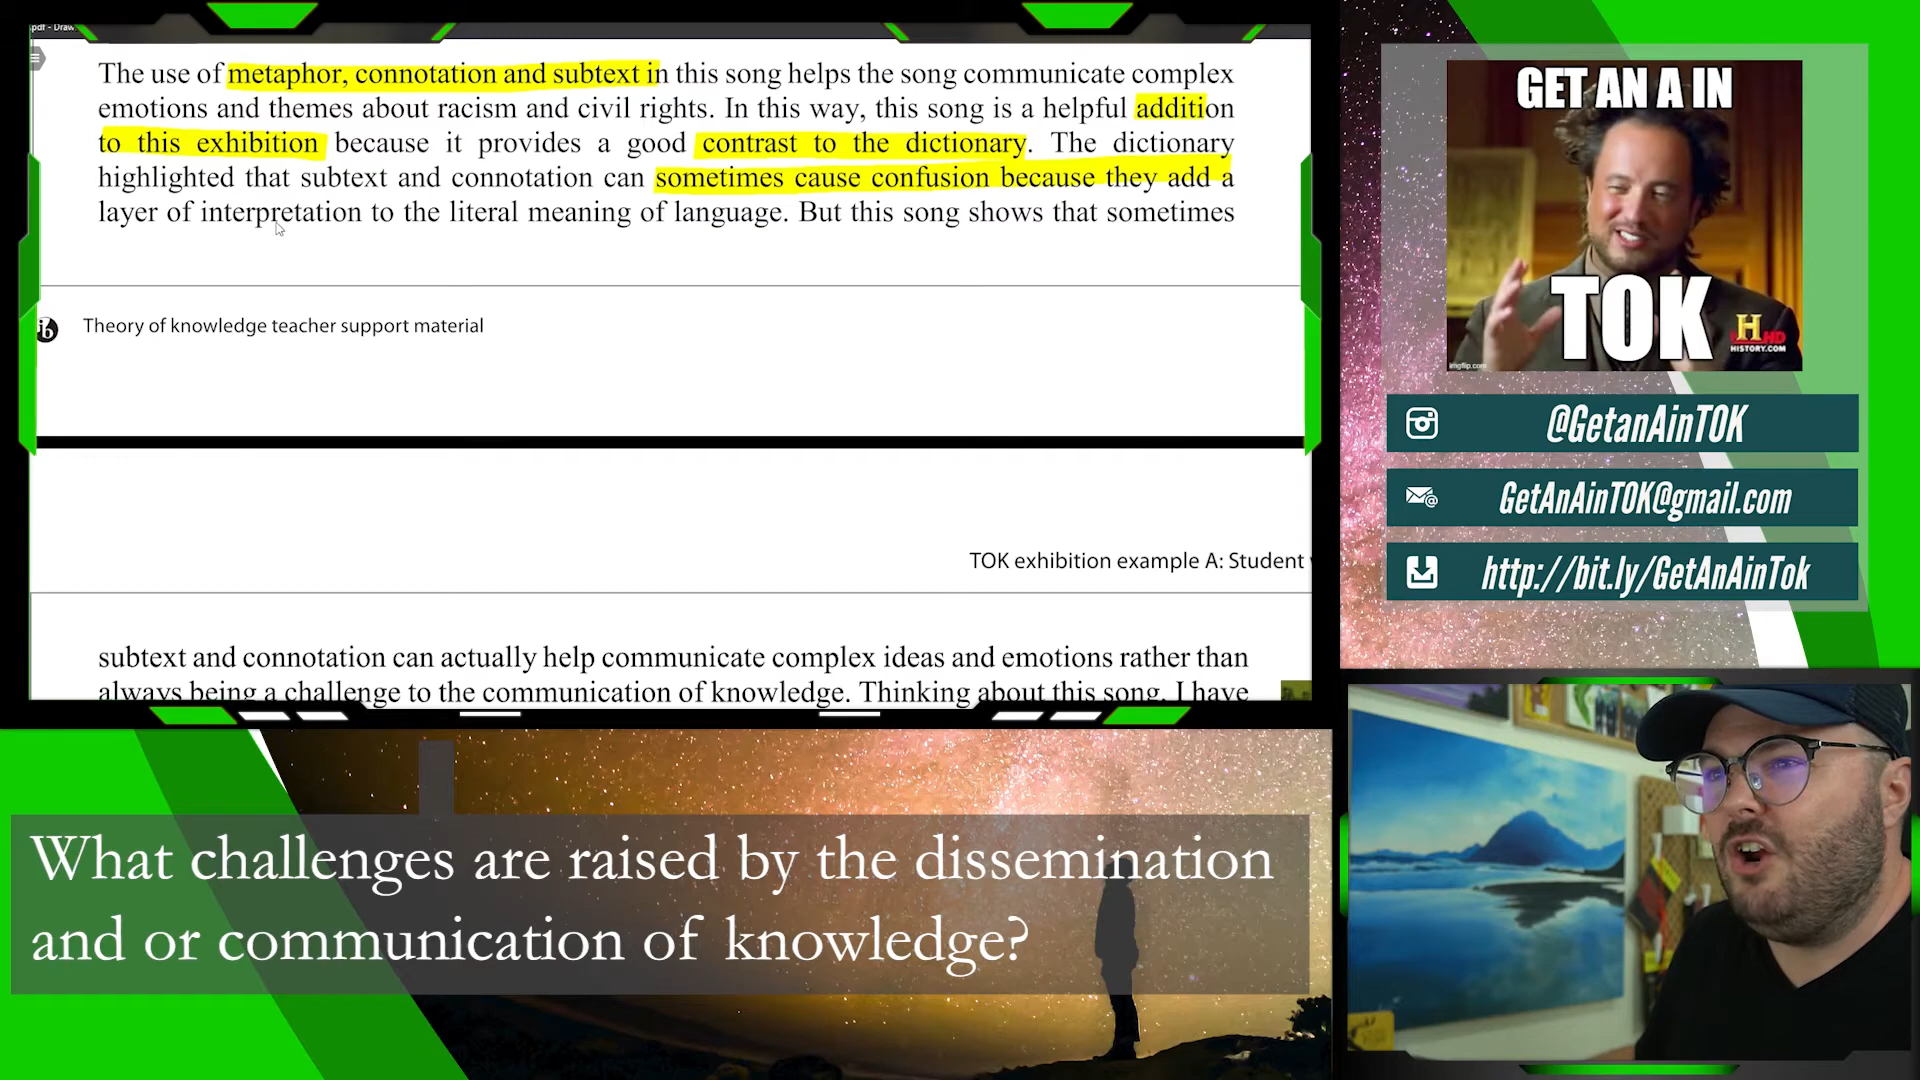 pdf - Draw
The use of metaphor, connotation and subtext in this song helps the song communicate complex
emotions and themes about racism and civil rights. In this way, this song is a helpful addition
to this exhibition because it provides a good contrast to the dictionary. The dictionary
highlighted that subtext and connotation can sometimes cause confusion because they add a
layer of interpretation to the literal meaning of language. But this song shows that sometimes
ib
Theory of knowledge teacher support material
TOK exhibition example A: Student
subtext and connotation can actually help communicate complex ideas and emotions rather than
always being a challenge to the communication of knowledge. Thinking about this song, I have
What challenges are raised by the dissemination
and or communication of knowledge?
GET AN A IN
TOK
H HD
HISTORY.COM
imgflip.com
@GetanAinTOK
GetAnAinTOK@gmail.com
http://bit.ly/GetAnAinTok